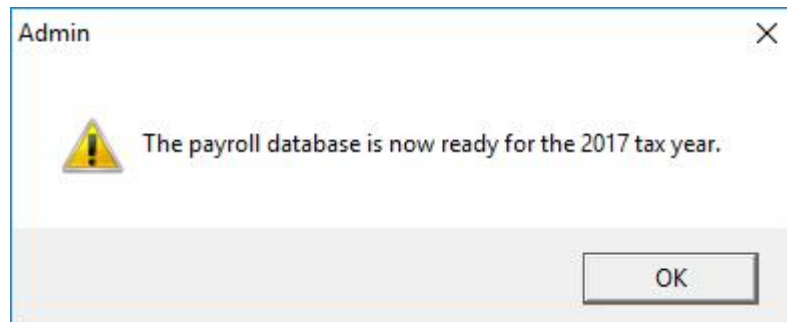 Admin
The payroll database is now ready for the 2017 tax year.
OK